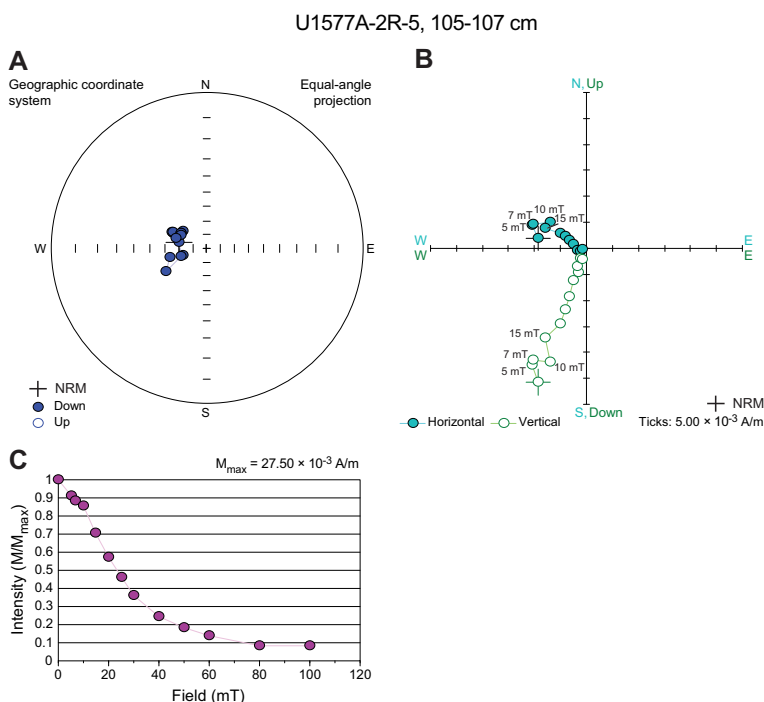 U1577A-2R-5, 105-107 cm
A
Geographic coordinate
system
Equal-angle
projection
N
W
E
S
NRM
Down
Up
B
N,Up
10 mT
7 mT
15 mT
5 mT
W
W
E
E
15 mT
7 mT
10 mT
5 mT
S,Down
NRM
Horizontal
Vertical
Ticks: 5.00 × 10⁻³ A/m
C
Mmax = 27.50 × 10⁻³ A/m
Intensity (M/Mmax)
1
0.9
0.8
0.7
0.6
0.5
0.4
0.3
0.2
0.1
0
0 20 40 60 80 100 120
Field (mT)